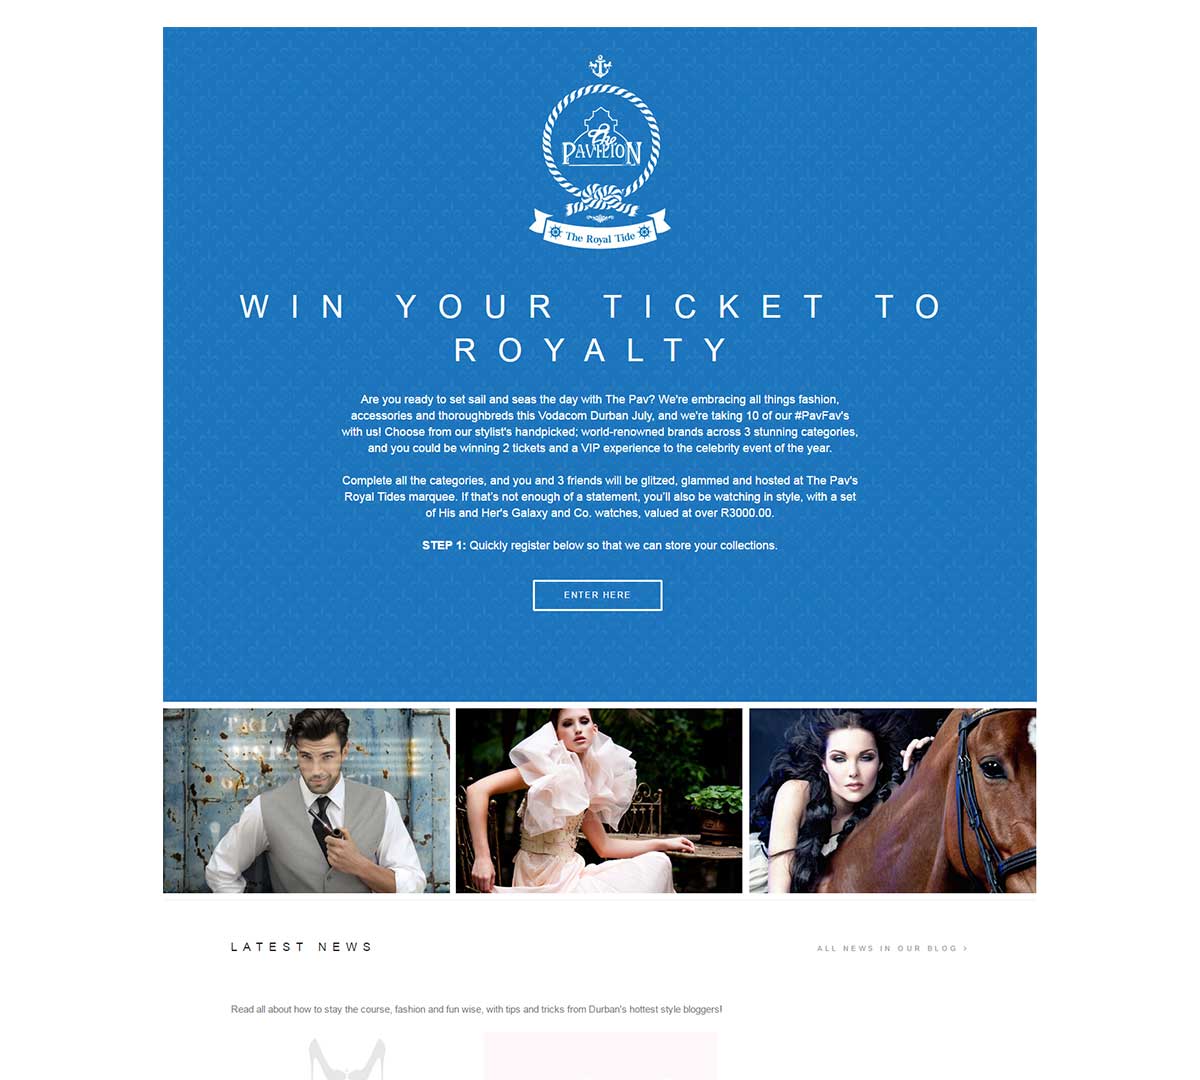 The
PAVILION
The Royal Tide
WIN YOUR TICKET TO
ROYALTY
Are you ready to set sail and seas the day with The Pav? We're embracing all things fashion,
accessories and thoroughbreds this Vodacom Durban July, and we're taking 10 of our #PavFav's
with us! Choose from our stylist's handpicked; world-renowned brands across 3 stunning categories,
and you could be winning 2 tickets and a VIP experience to the celebrity event of the year.
Complete all the categories, and you and 3 friends will be glitzed, glammed and hosted at The Pav's
Royal Tides marquee. If that’s not enough of a statement, you’ll also be watching in style, with a set
of His and Her's Galaxy and Co. watches, valued at over R3000.00.
STEP 1: Quickly register below so that we can store your collections.
ENTER HERE
LATEST NEWS
ALL NEWS IN OUR BLOG >
Read all about how to stay the course, fashion and fun wise, with tips and tricks from Durban's hottest style bloggers!